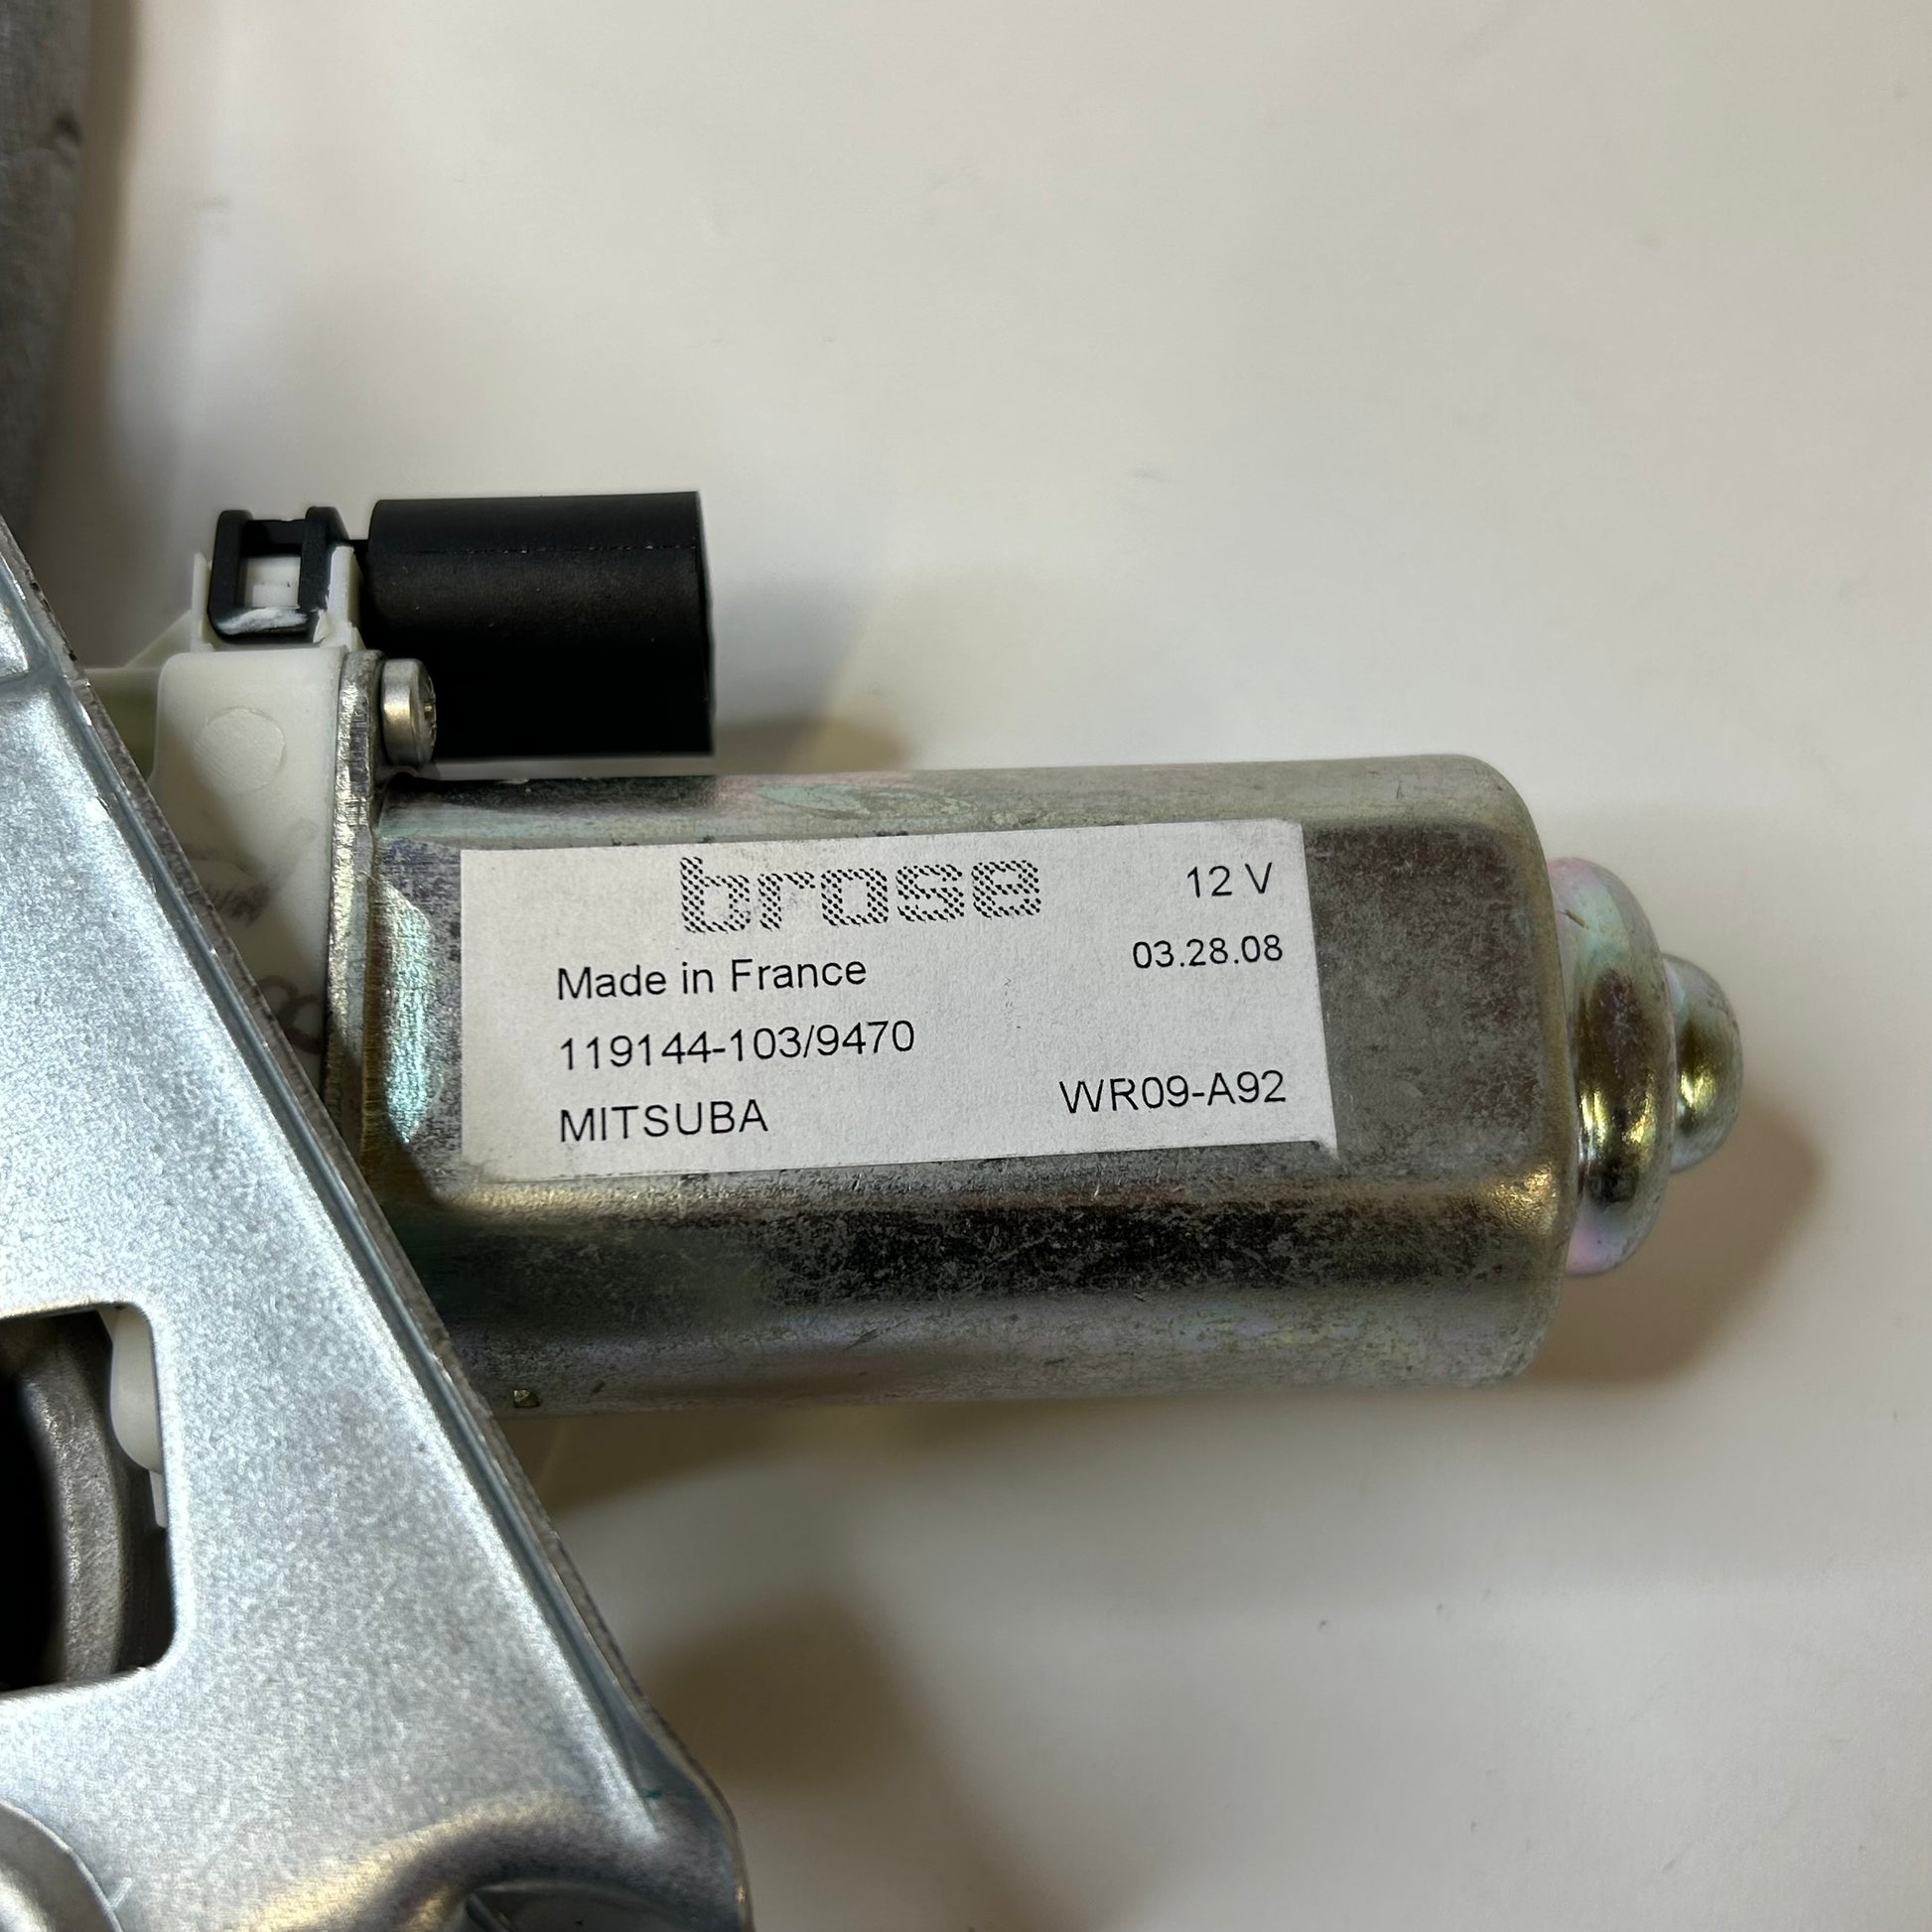 brose
12 V
Made in France
03.28.08
119144-103/9470
MITSUBA
WR09-A92